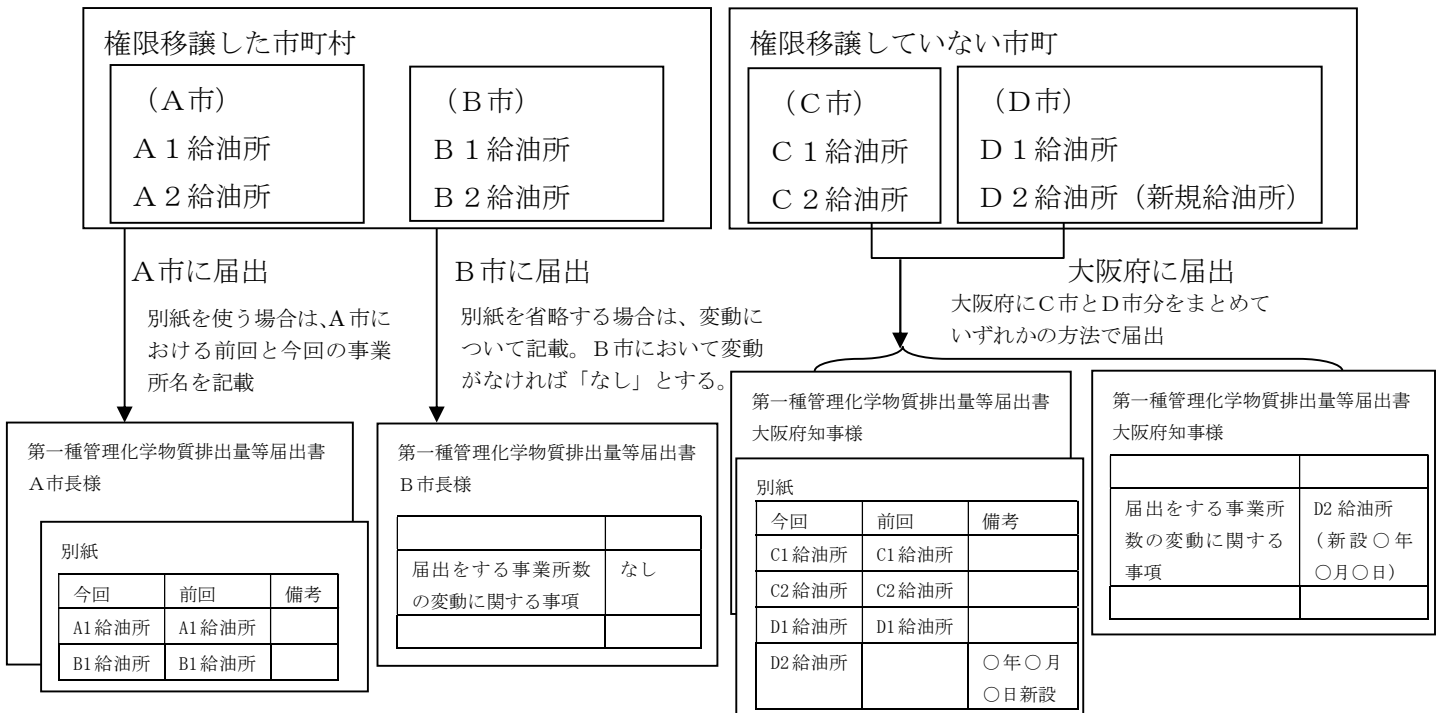 権限移譲した市町村
（Ａ市）
Ａ１給油所
Ａ２給油所
（Ｂ市）
Ｂ１給油所
Ｂ２給油所
権限移譲していない市町
（Ｃ市）
Ｃ１給油所
Ｃ２給油所
（Ｄ市）
Ｄ１給油所
Ｄ２給油所（新規給油所）
Ａ市に届出
別紙を使う場合は、A市に
おける前回と今回の事業
所名を記載
Ｂ市に届出
別紙を省略する場合は、変動に
ついて記載。Ｂ市において変動
がなければ「なし」とする。
大阪府に届出
大阪府にＣ市とＤ市分をまとめて
いずれかの方法で届出
第一種管理化学物質排出量等届出書
Ａ市長様
別紙
今回 前回 備考
A1給油所 A1給油所
B1給油所 B1給油所
第一種管理化学物質排出量等届出書
Ｂ市長様
届出をする事業所数 なし
の変動に関する事項
第一種管理化学物質排出量等届出書
大阪府知事様
別紙
今回 前回 備考
C1給油所 C1給油所
C2給油所 C2給油所
D1給油所 D1給油所
D2給油所 〇年〇月
〇日新設
第一種管理化学物質排出量等届出書
大阪府知事様
届出をする事業所 D2 給油所
数の変動に関する （新設〇年
事項 〇月〇日）